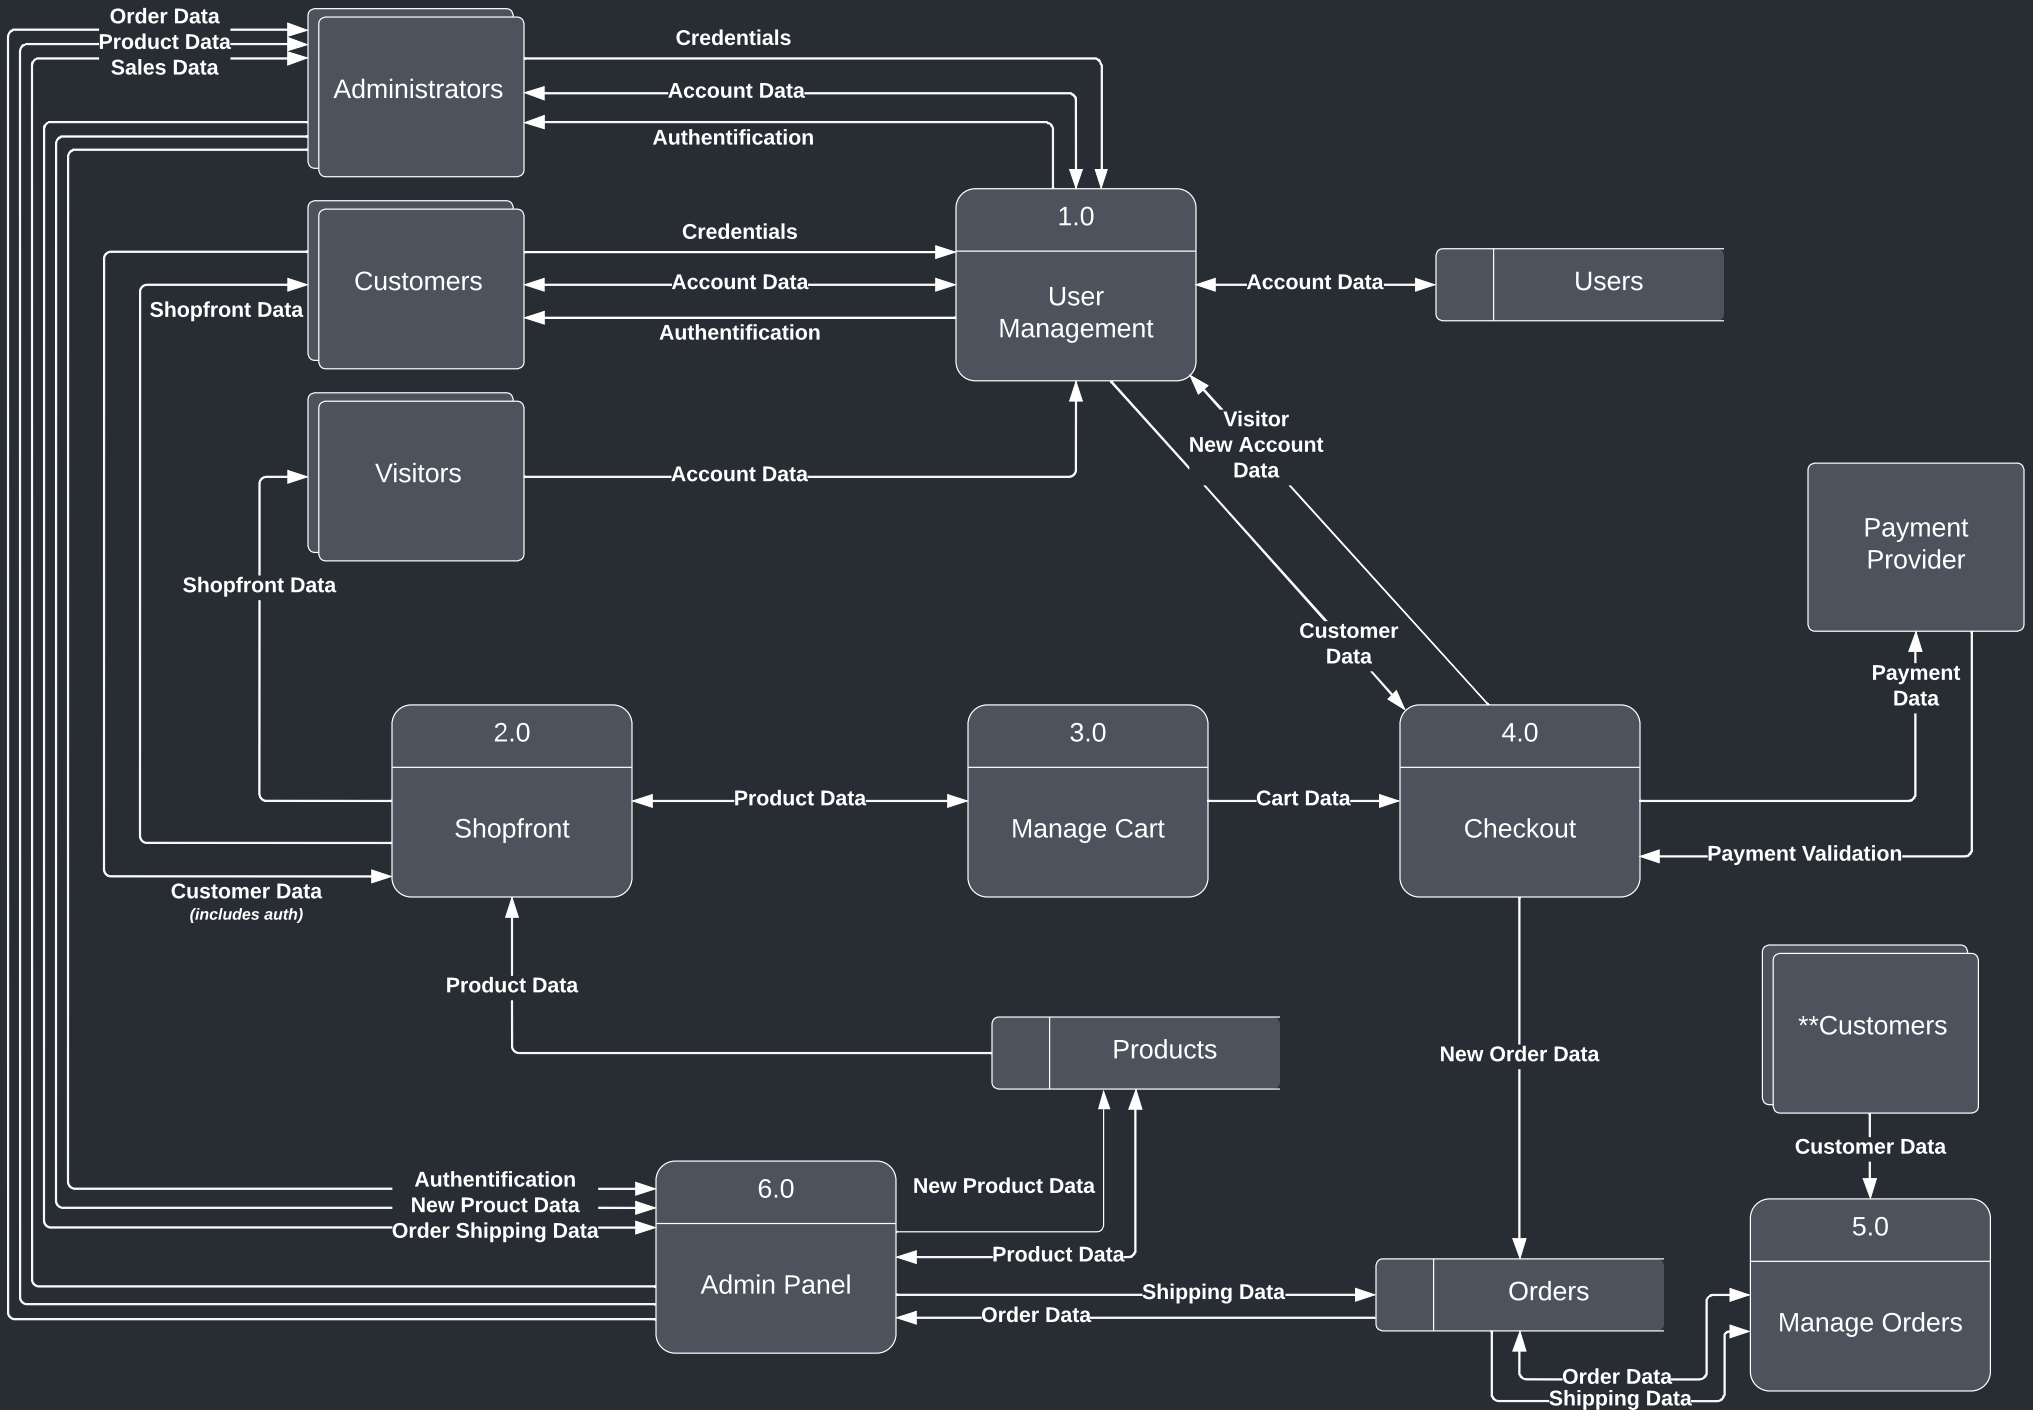 Order Data
Product Data
Sales Data
Administrators
Credentials
Account Data
Authentification
Customers
Shopfront Data
Credentials
Account Data
Authentification
1.0
User
Management
Account Data
Users
Visitors
Account Data
Visitor
New Account
Data
Payment
Provider
Shopfront Data
Customer
Data
Payment
Data
2.0
Shopfront
Product Data
3.0
Manage Cart
Cart Data
4.0
Checkout
Payment Validation
Customer Data
(includes auth)
Product Data
Products
New Order Data
**Customers
Customer Data
Authentification
New Prouct Data
Order Shipping Data
6.0
Admin Panel
New Product Data
Product Data
Shipping Data
Order Data
Orders
5.0
Manage Orders
Order Data
Shipping Data